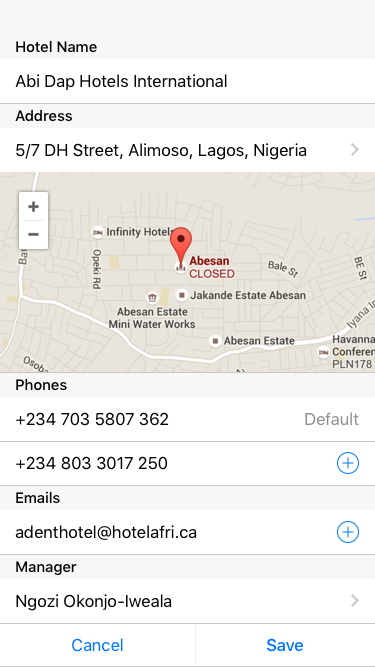 Hotel Name
Abi Dap Hotels International
Address
5/7 DH Street, Alimoso, Lagos, Nigeria
+
−
Infinity Hotels
Abesan
CLOSED
Opeki Rd
Bale St
BE St
Bat
Jakande Estate Abesan
Abesan Estate
Mini Water Works
Iyana
Abesan Estate
Havanna
Conferen
PLN178
Osoba
Phones
+234 703 5807 362
Default
+234 803 3017 250
Emails
adenthotel@hotelafri.ca
Manager
Ngozi Okonjo-Iweala
Cancel
Save